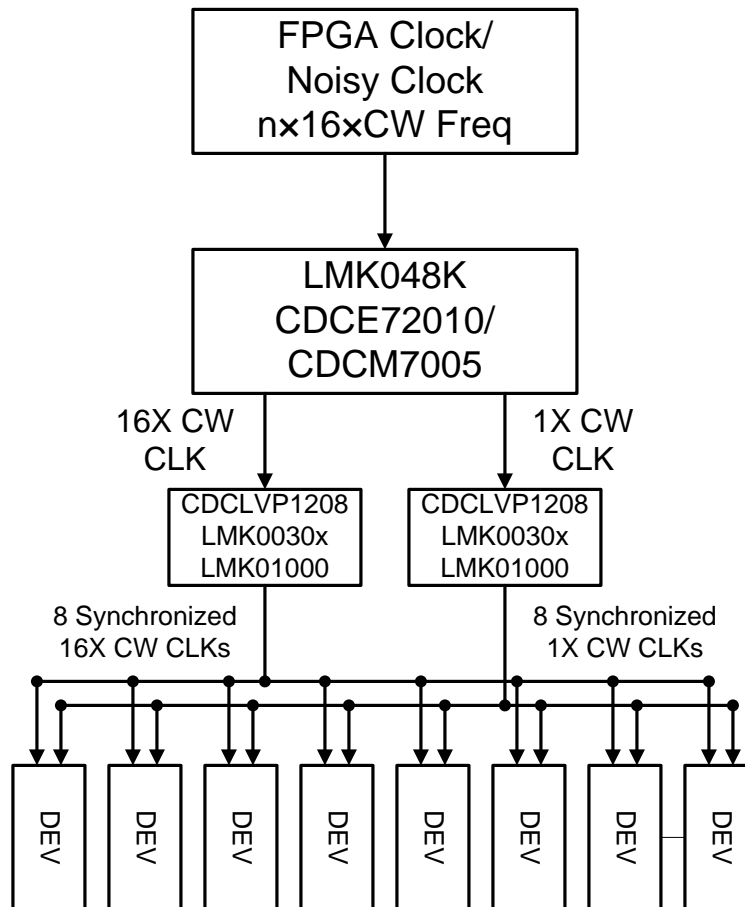 FPGA Clock/
Noisy Clock
n×16×CW Freq
LMK048K
CDCE72010/
CDCM7005
16X CW
CLK
1X CW
CLK
CDCLVP1208
LMK0030x
LMK01000
CDCLVP1208
LMK0030x
LMK01000
8 Synchronized
16X CW CLKs
8 Synchronized
1X CW CLKs
DEV
DEV
DEV
DEV
DEV
DEV
DEV
DEV